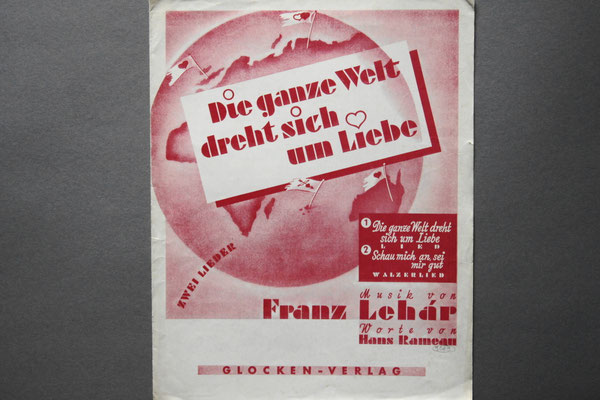 Die ganze Welt
dreht sich
um Liebe
ZWEI LIEDER
1 Die ganze Welt dreht
sich um Liebe
LIED
2 Schau mich an, sei
mir gut
WALZERLIED
Musik von
Franz Lehár
Worte von
Hans Rameau
GLOCKEN-VERLAG